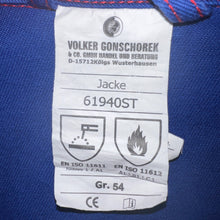 VOLKER GONSCHOREK
& CO. GMBH HANDEL UND BERATUNG
D-15712 Königs Wusterhausen
Jacke
61940ST
EN ISO 11611
EN ISO 11612
Gr. 54
CE